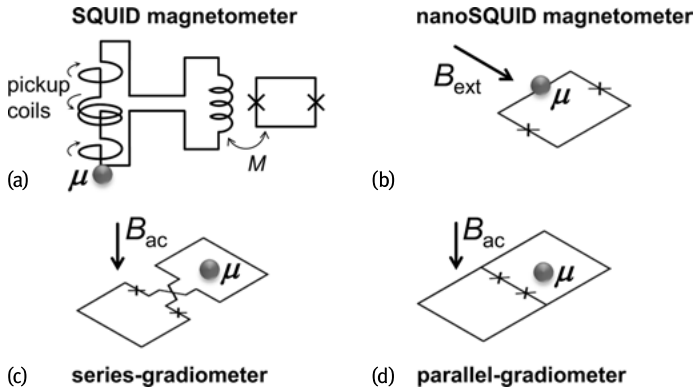 SQUID magnetometer
nanoSQUID magnetometer
pickup
coils
μ
M
(a)
B_ext
μ
(b)
B_ac
μ
(c)
series-gradiometer
B_ac
μ
(d)
parallel-gradiometer